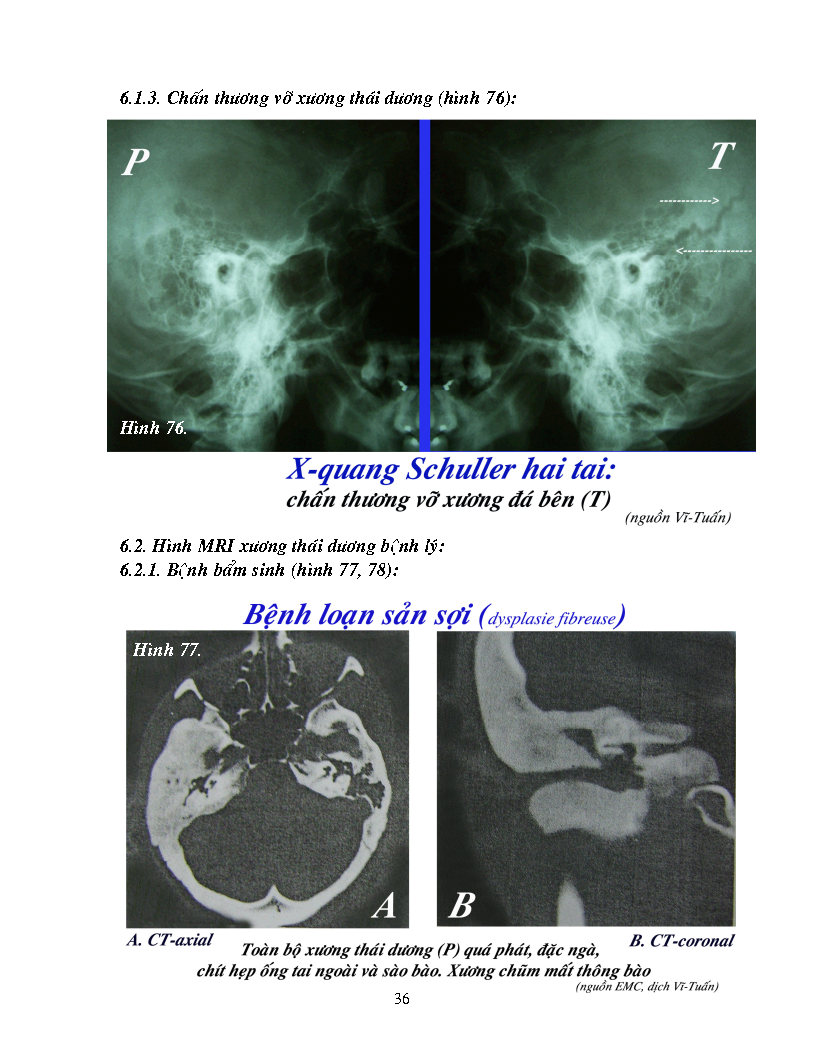 6.1.3. Chấn thương vỡ xương thái dương (hình 76):
P
T
------------>
<----------------
Hình 76.
X-quang Schuller hai tai:
chấn thương vỡ xương đá bên (T)
(nguồn Vĩ-Tuấn)
6.2. Hình MRI xương thái dương bệnh lý:
6.2.1. Bệnh bẩm sinh (hình 77, 78):
Bệnh loạn sản sợi (dysplasie fibreuse)
Hình 77.
A
B
A. CT-axial
B. CT-coronal
Toàn bộ xương thái dương (P) quá phát, đặc ngà,
chít hẹp ống tai ngoài và sào bào. Xương chũm mất thông bào
(nguồn EMC, dịch Vĩ-Tuấn)
36